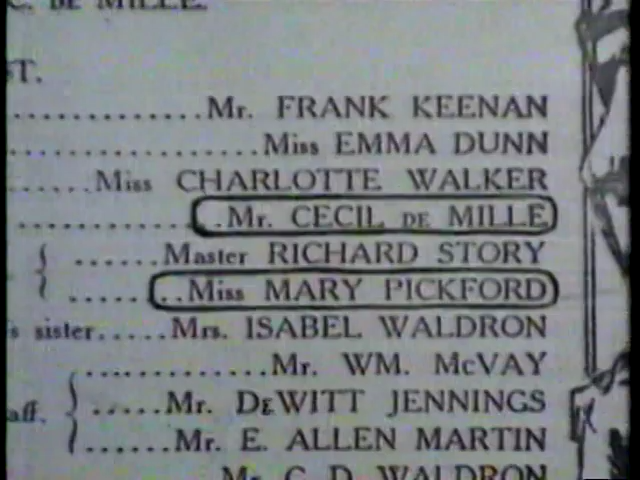 C. DE MILLE.
ST.
Mr. FRANK KEENAN
Miss EMMA DUNN
Miss CHARLOTTE WALKER
Mr. CECIL DE MILLE
Master RICHARD STORY
Miss MARY PICKFORD
's sister.....Mrs. ISABEL WALDRON
Mr. WM. McVAY
aff. Mr. DEWITT JENNINGS
Mr. E. ALLEN MARTIN
Mr. C. D. WALDRON